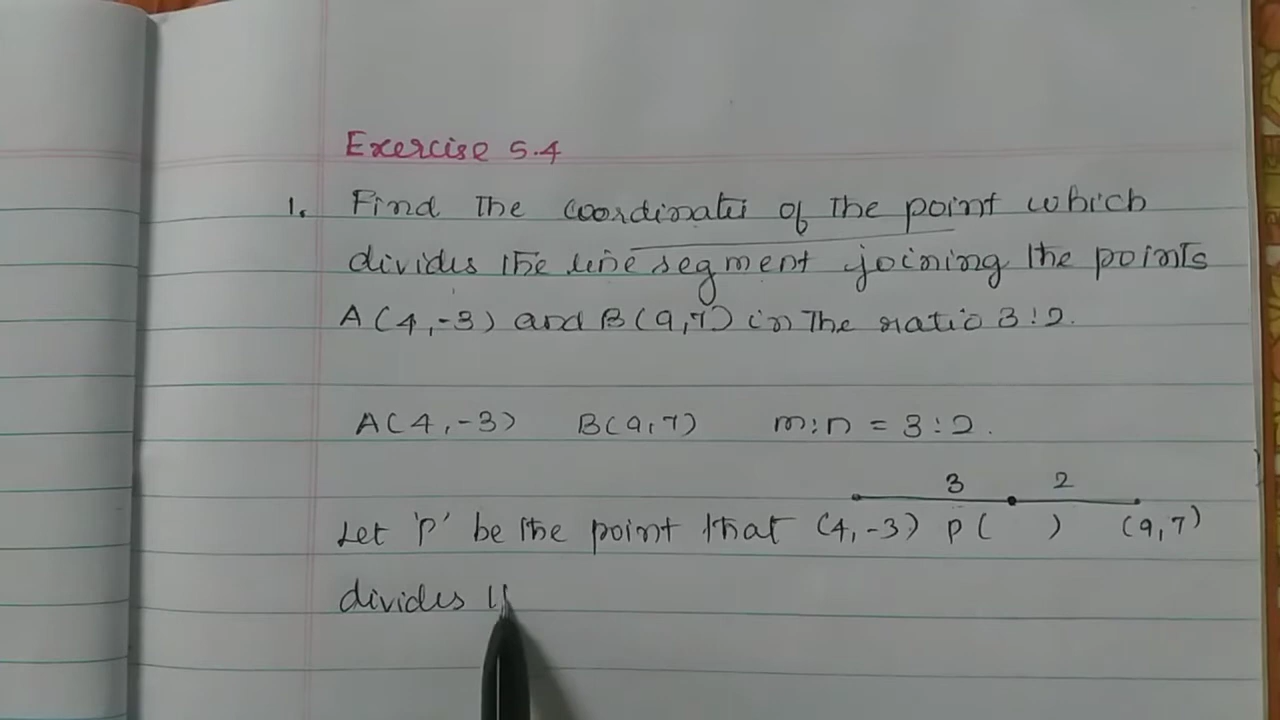 Exercise 5.4
1. Find the coordinates of the point which
divides the line segment joining the points
A(4,-3) and B(9,7) in the ratio 3:2.
A(4,-3) B(9,7) m:n = 3:2.
3 2
Let 'P' be the point that (4,-3) P( ) (9,7)
divides